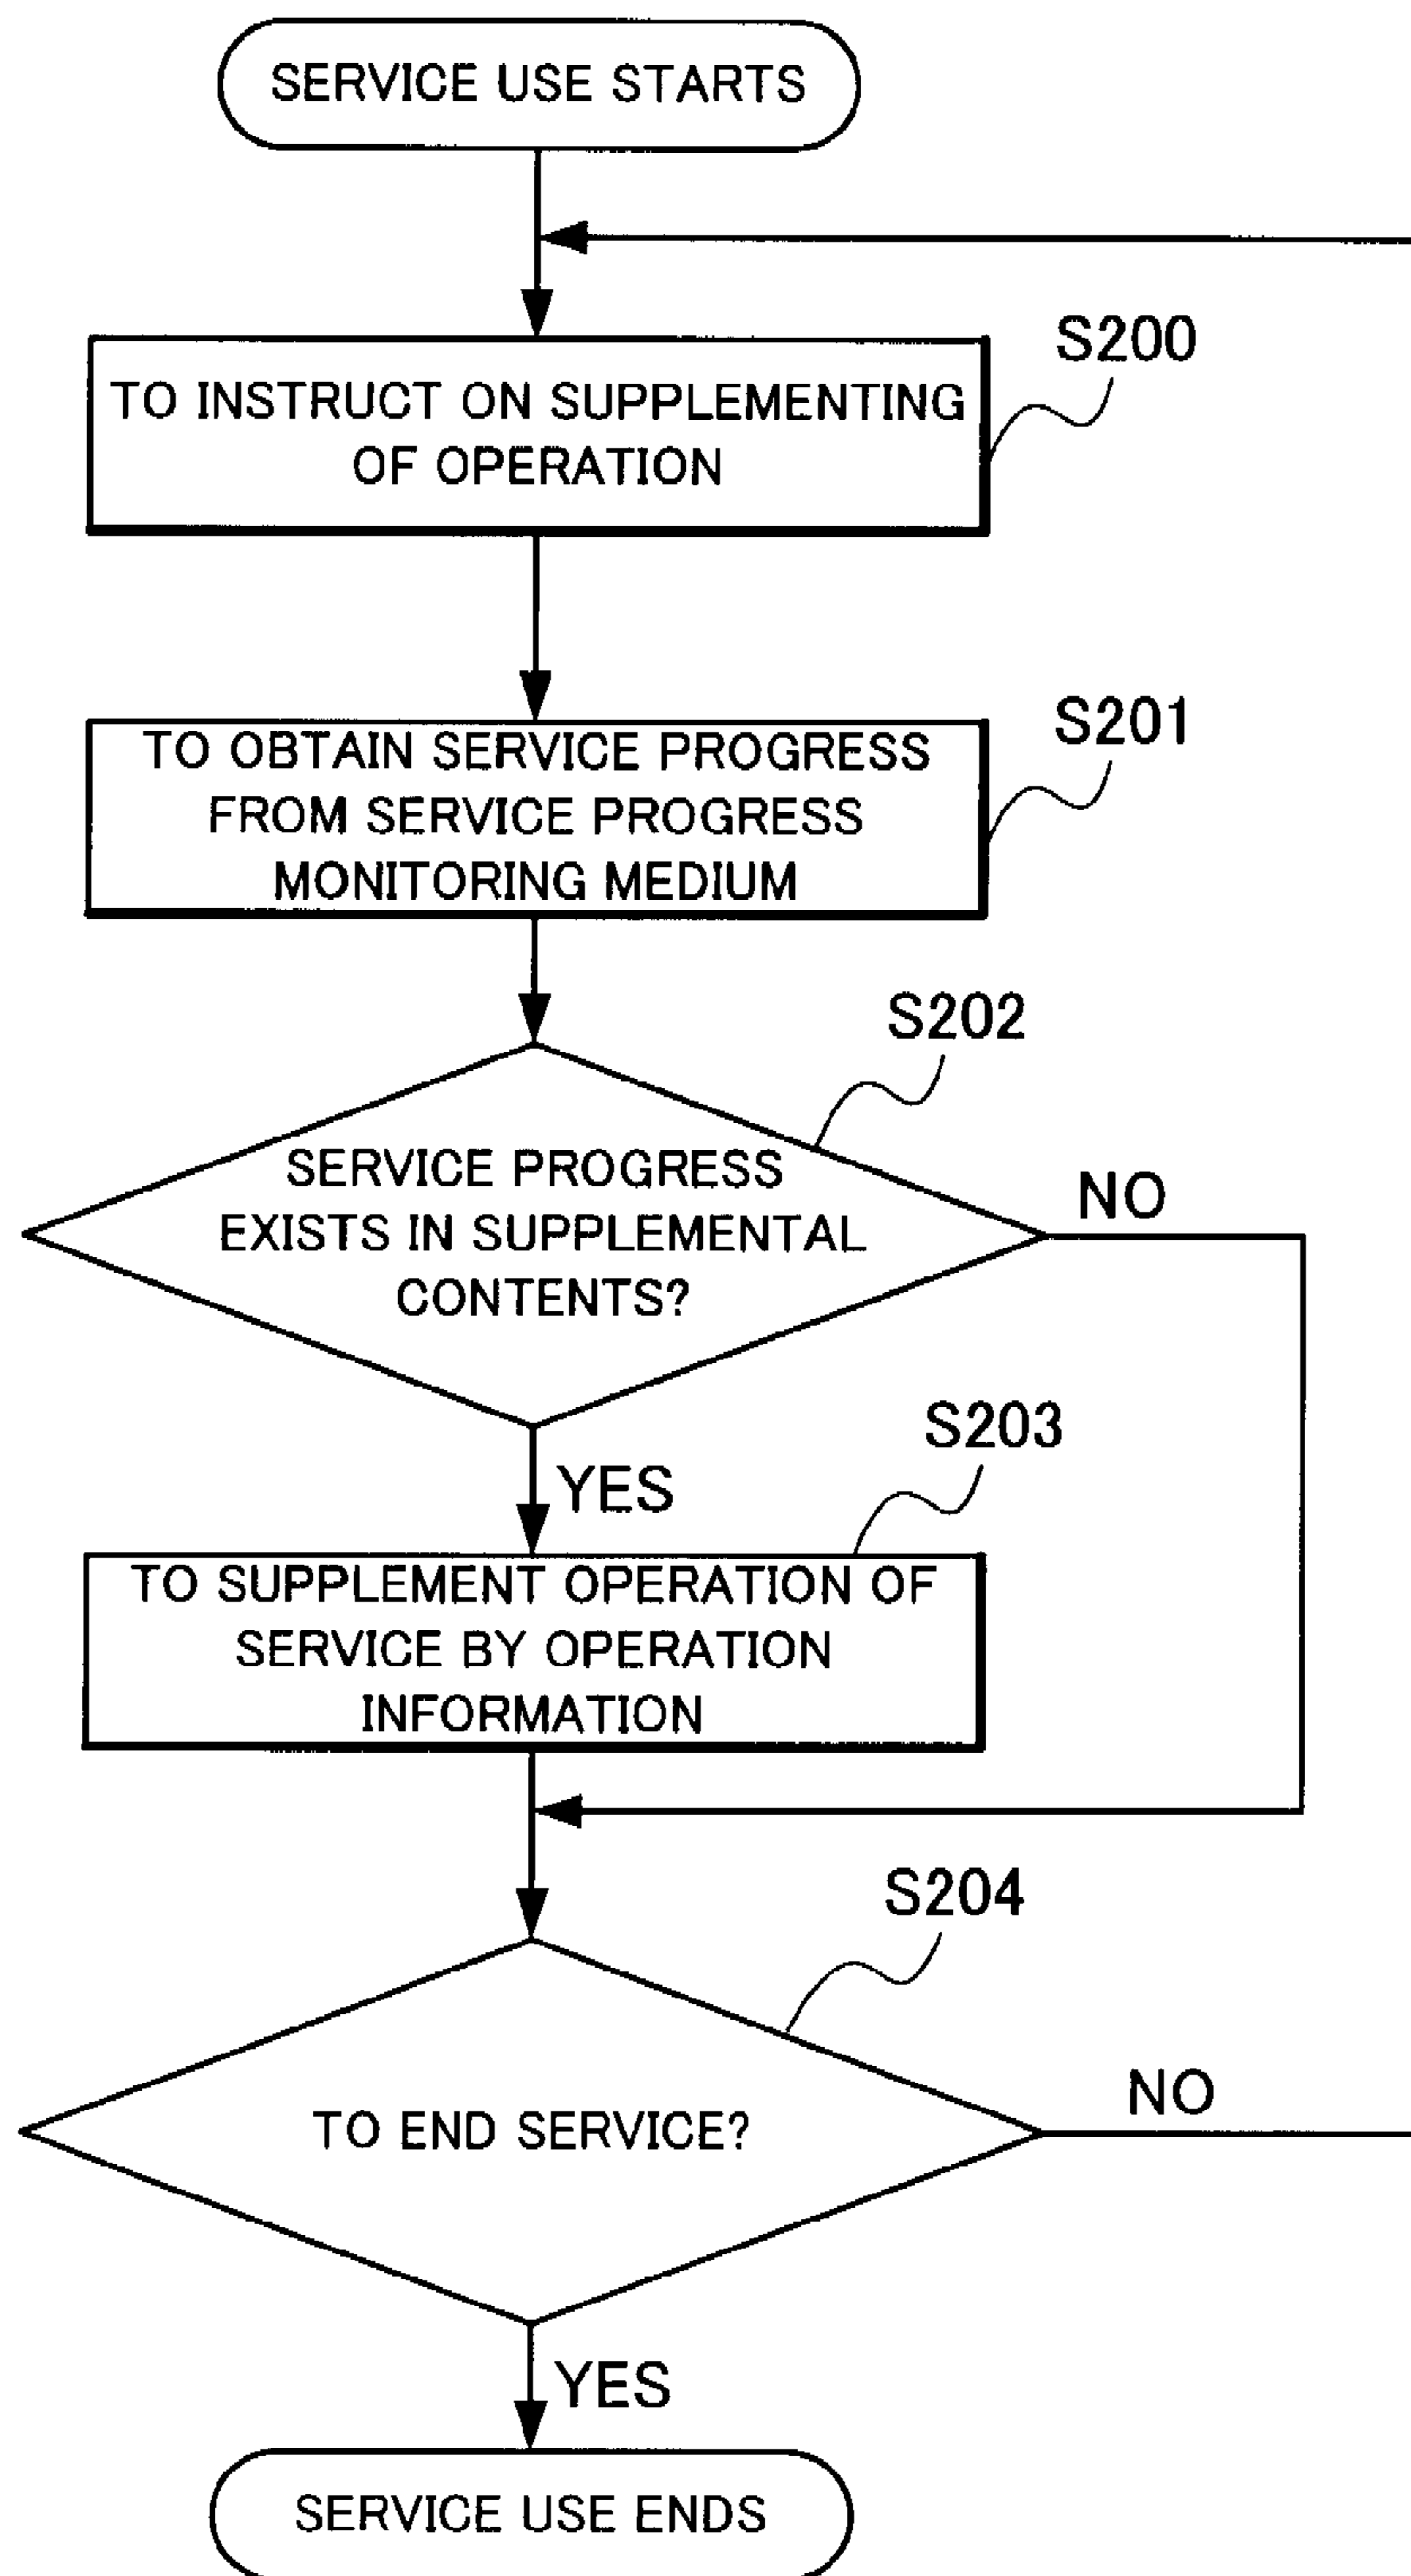 SERVICE USE STARTS
S200
TO INSTRUCT ON SUPPLEMENTING
OF OPERATION
S201
TO OBTAIN SERVICE PROGRESS
FROM SERVICE PROGRESS
MONITORING MEDIUM
S202
SERVICE PROGRESS
EXISTS IN SUPPLEMENTAL
CONTENTS?
NO
YES
S203
TO SUPPLEMENT OPERATION OF
SERVICE BY OPERATION
INFORMATION
S204
TO END SERVICE?
NO
YES
SERVICE USE ENDS